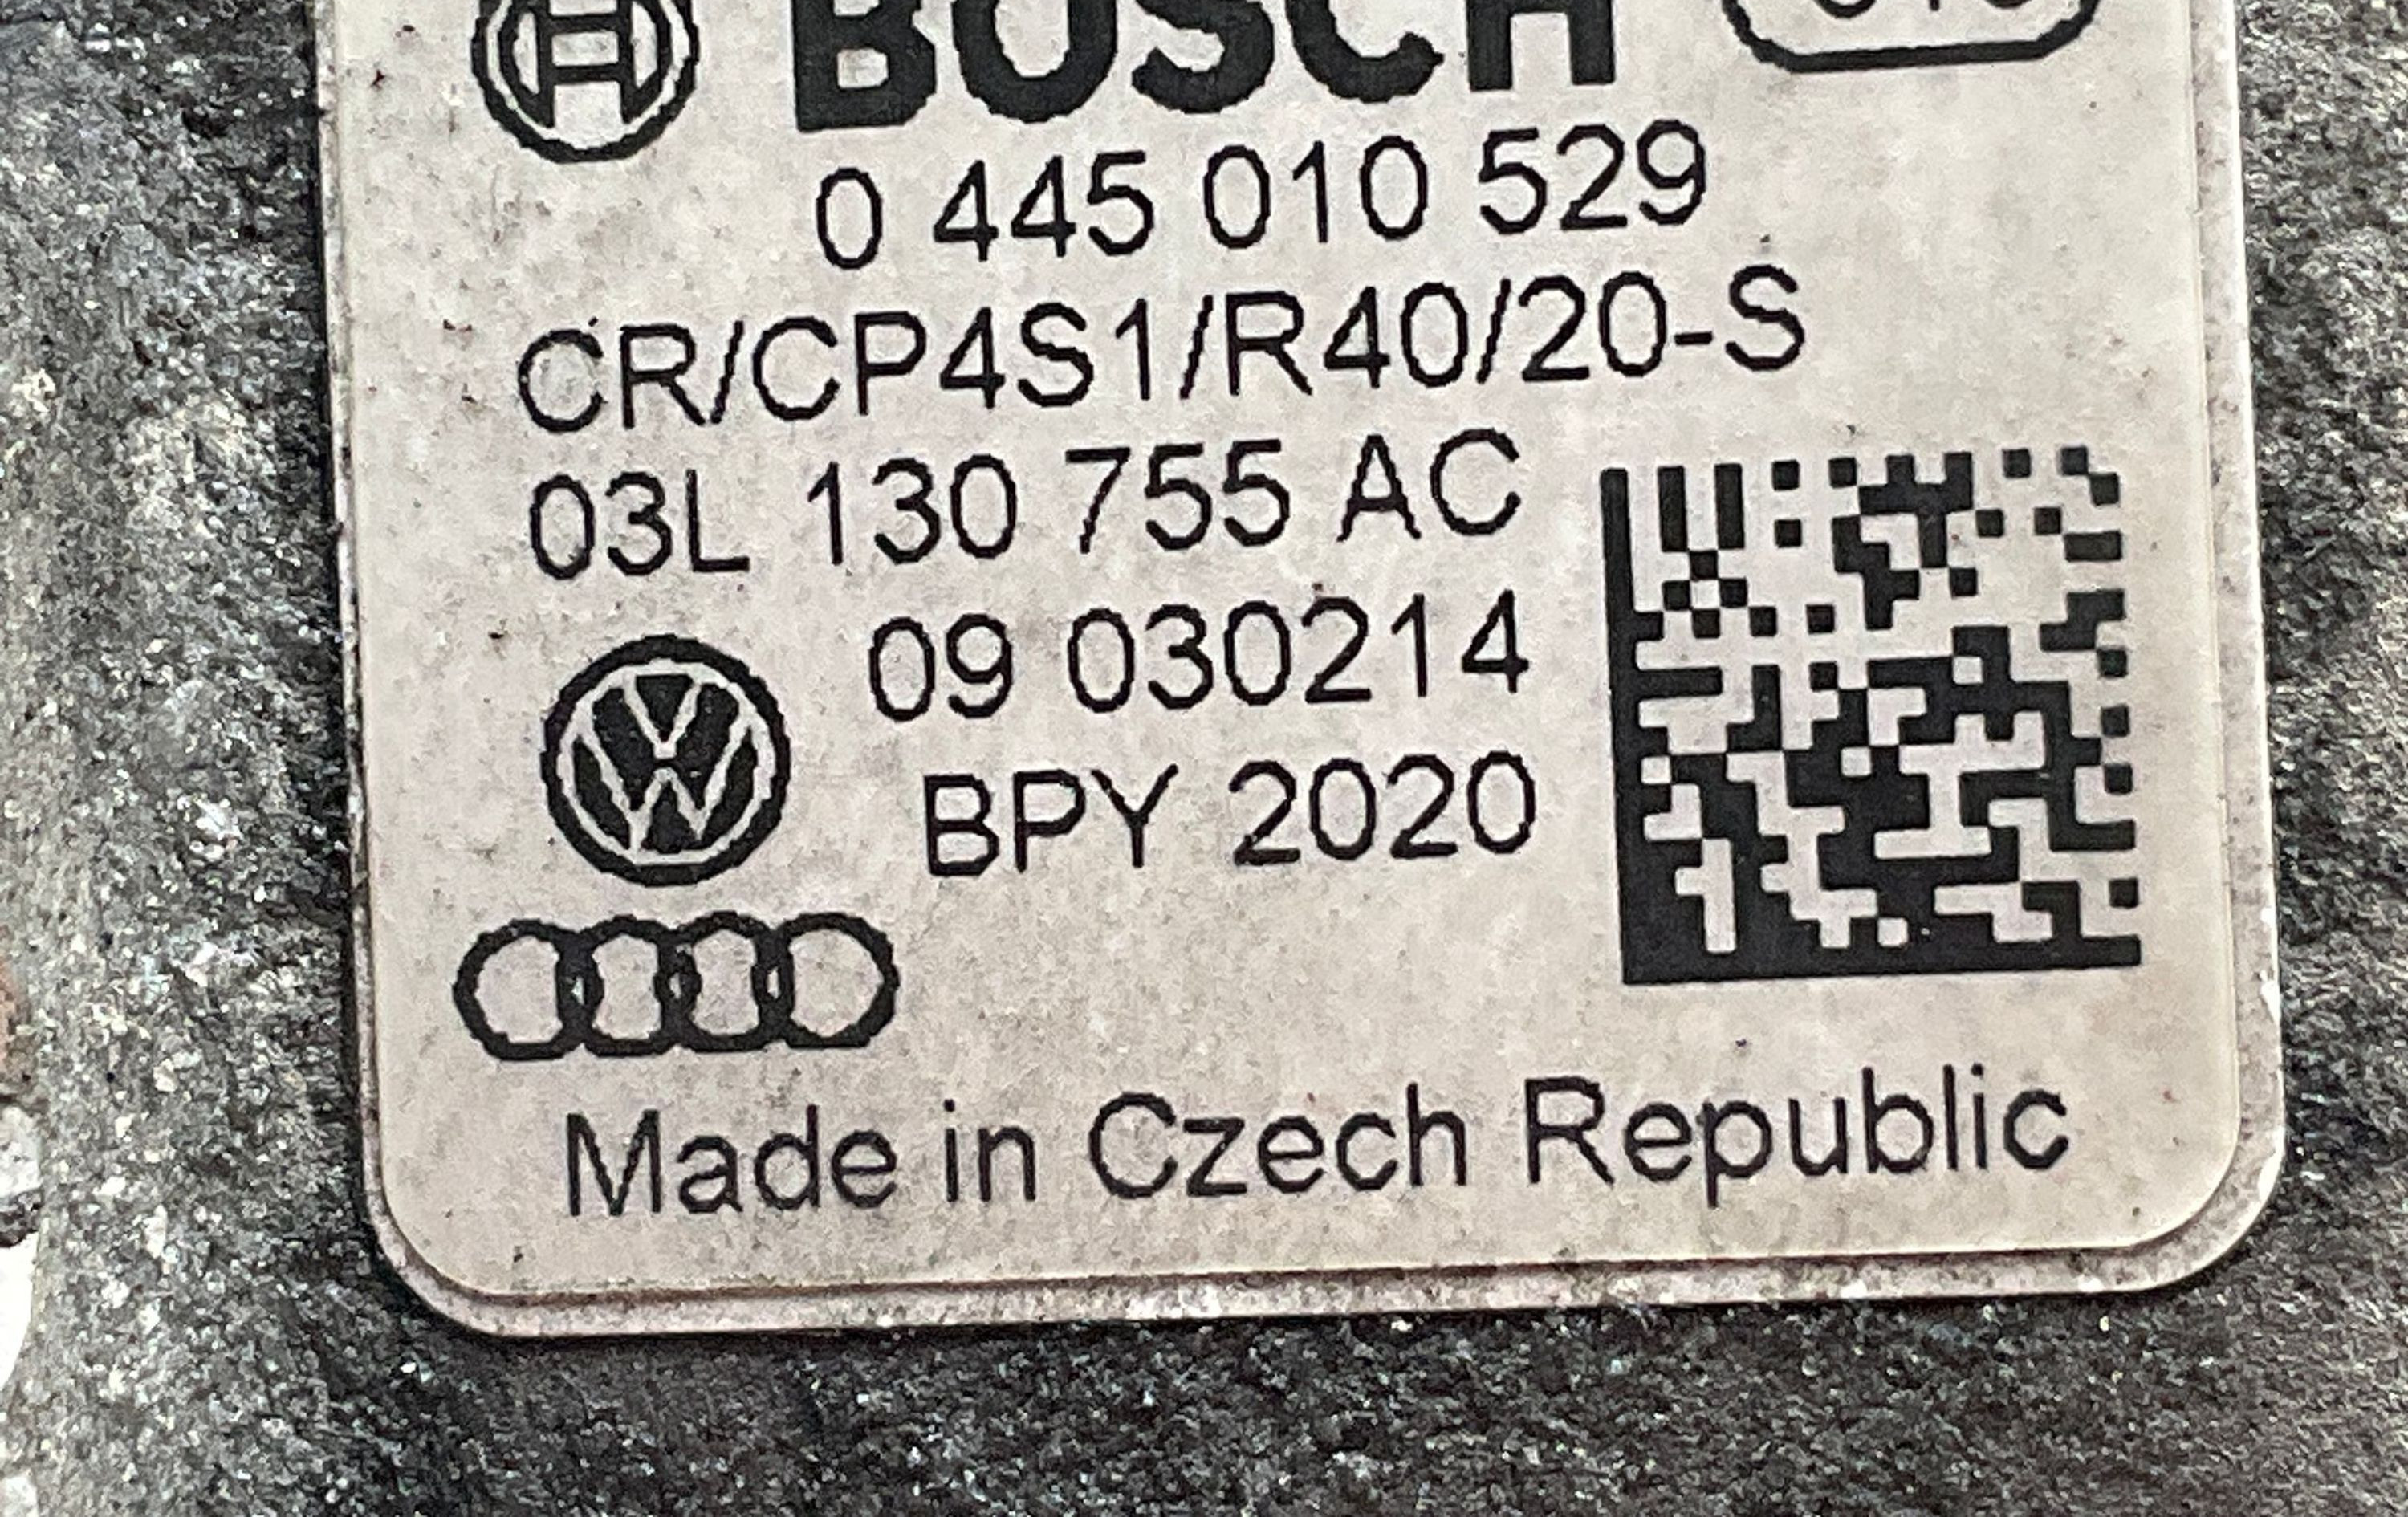 BOSCH
0 445 010 529
CR/CP4S1/R40/20-S
03L 130 755 AC
09 030214
BPY 2020
Made in Czech Republic